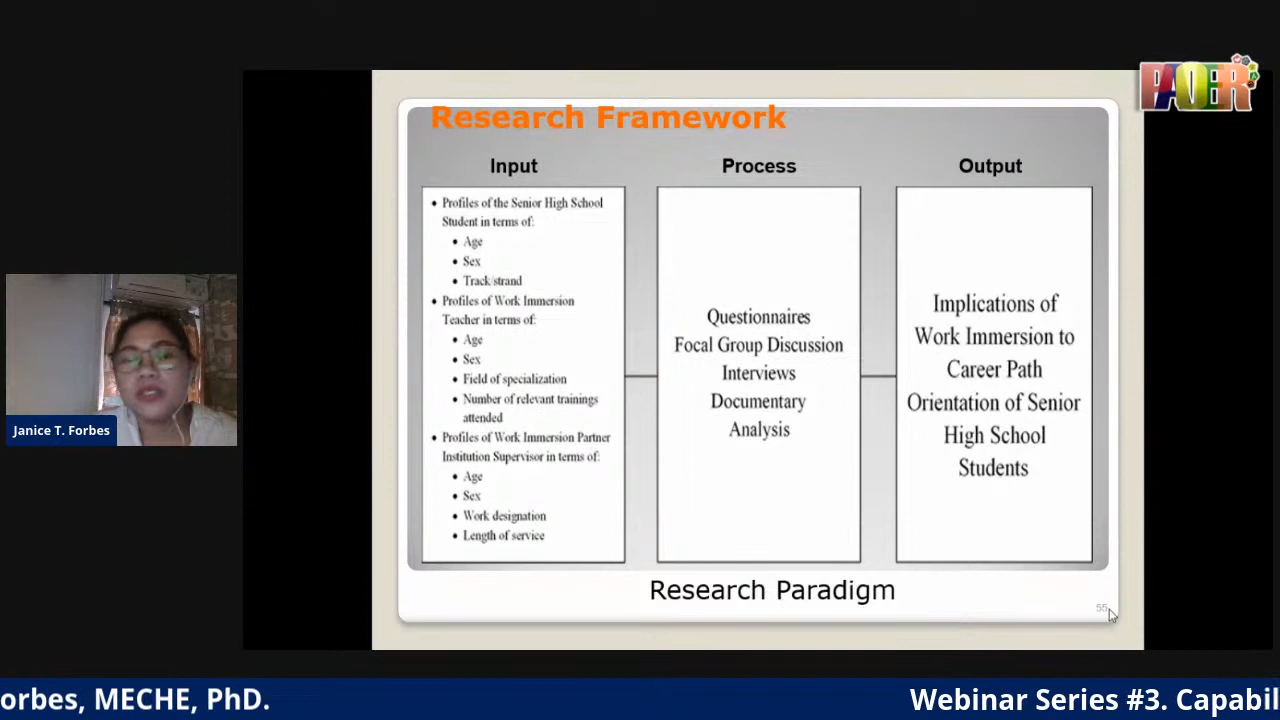 PAOER
Research Framework
Input
Process
Output
• Profiles of the Senior High School
Student in terms of:
• Age
• Sex
• Track/strand
• Profiles of Work Immersion
Teacher in terms of:
• Age
• Sex
• Field of specialization
• Number of relevant trainings
attended
• Profiles of Work Immersion Partner
Institution Supervisor in terms of:
• Age
• Sex
• Work designation
• Length of service
Questionnaires
Focal Group Discussion
Interviews
Documentary
Analysis
Implications of
Work Immersion to
Career Path
Orientation of Senior
High School
Students
Research Paradigm
55
Janice T. Forbes
orbes, MECHE, PhD.
Webinar Series #3. Capabil